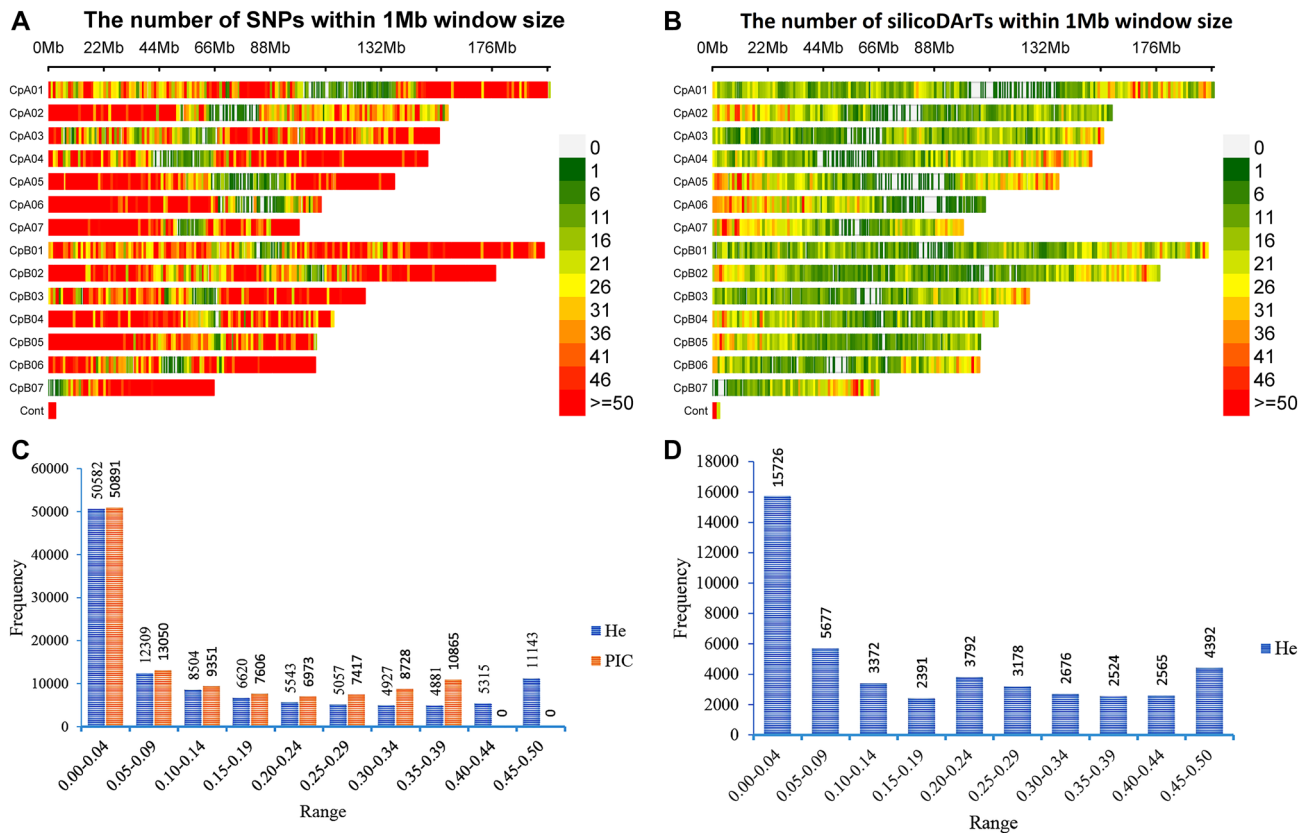 A
The number of SNPs within 1Mb window size
0Mb 22Mb 44Mb 66Mb 88Mb 132Mb 176Mb
CpA01
CpA02
CpA03
CpA04
CpA05
CpA06
CpA07
CpB01
CpB02
CpB03
CpB04
CpB05
CpB06
CpB07
Cont
0
1
6
11
16
21
26
31
36
41
46
>=50
B
The number of silicoDArTs within 1Mb window size
0Mb 22Mb 44Mb 66Mb 88Mb 132Mb 176Mb
CpA01
CpA02
CpA03
CpA04
CpA05
CpA06
CpA07
CpB01
CpB02
CpB03
CpB04
CpB05
CpB06
CpB07
Cont
0
1
6
11
16
21
26
31
36
41
46
>=50
C
Frequency
60000
50000
40000
30000
20000
10000
0
50582 50891
12309 13050
8504 9351
6620 7606
5543 6973
5057 7417
4927 8728
4881 10865
5315 0
11143 0
0.00-0.04
0.05-0.09
0.10-0.14
0.15-0.19
0.20-0.24
0.25-0.29
0.30-0.34
0.35-0.39
0.40-0.44
0.45-0.50
Range
He
PIC
D
Frequency
18000
16000
14000
12000
10000
8000
6000
4000
2000
0
15726
5677
3372
2391
3792
3178
2676
2524
2565
4392
0.00-0.04
0.05-0.09
0.10-0.14
0.15-0.19
0.20-0.24
0.25-0.29
0.30-0.34
0.35-0.39
0.40-0.44
0.45-0.50
Range
He